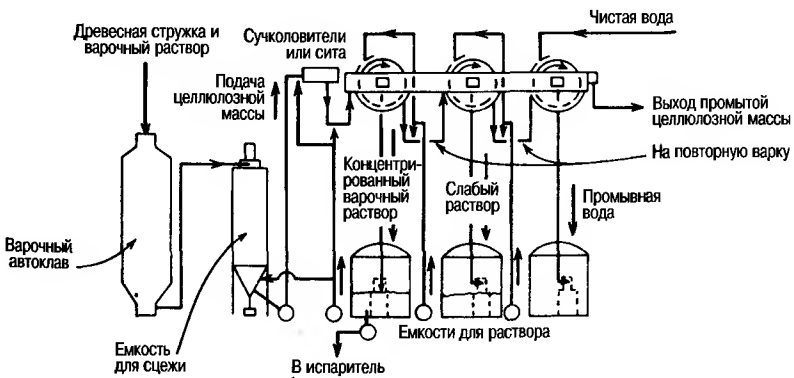 Древесная стружка и
варочный раствор
Сучколовители
или сита
Чистая вода
Подача
целлюлозной
массы
Выход промытой
целлюлозной массы
На повторную варку
Концентри-
рованный
варочный
раствор
Слабый
раствор
Промывная
вода
Варочный
автоклав
Емкость
для сцежи
Емкости для раствора
В испаритель